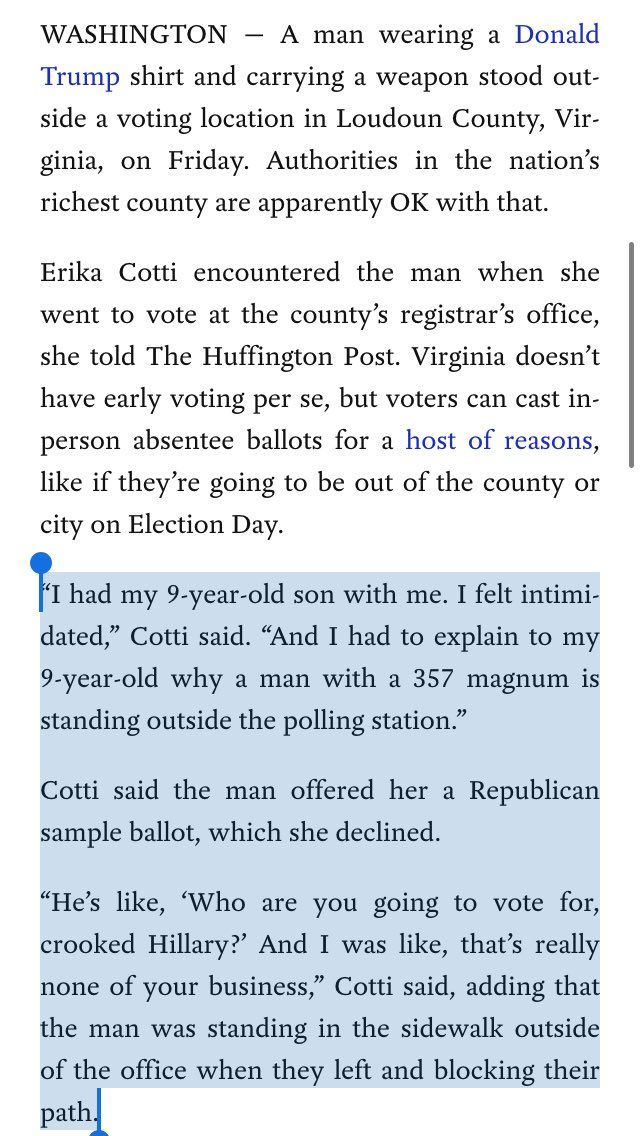 WASHINGTON — A man wearing a Donald
Trump shirt and carrying a weapon stood out-
side a voting location in Loudoun County, Vir-
ginia, on Friday. Authorities in the nation’s
richest county are apparently OK with that.
Erika Cotti encountered the man when she
went to vote at the county’s registrar’s office,
she told The Huffington Post. Virginia doesn’t
have early voting per se, but voters can cast in-
person absentee ballots for a host of reasons,
like if they’re going to be out of the county or
city on Election Day.
“I had my 9-year-old son with me. I felt intimi-
dated,” Cotti said. “And I had to explain to my
9-year-old why a man with a 357 magnum is
standing outside the polling station.”
Cotti said the man offered her a Republican
sample ballot, which she declined.
“He’s like, ‘Who are you going to vote for,
crooked Hillary?’ And I was like, that’s really
none of your business,” Cotti said, adding that
the man was standing in the sidewalk outside
of the office when they left and blocking their
path.